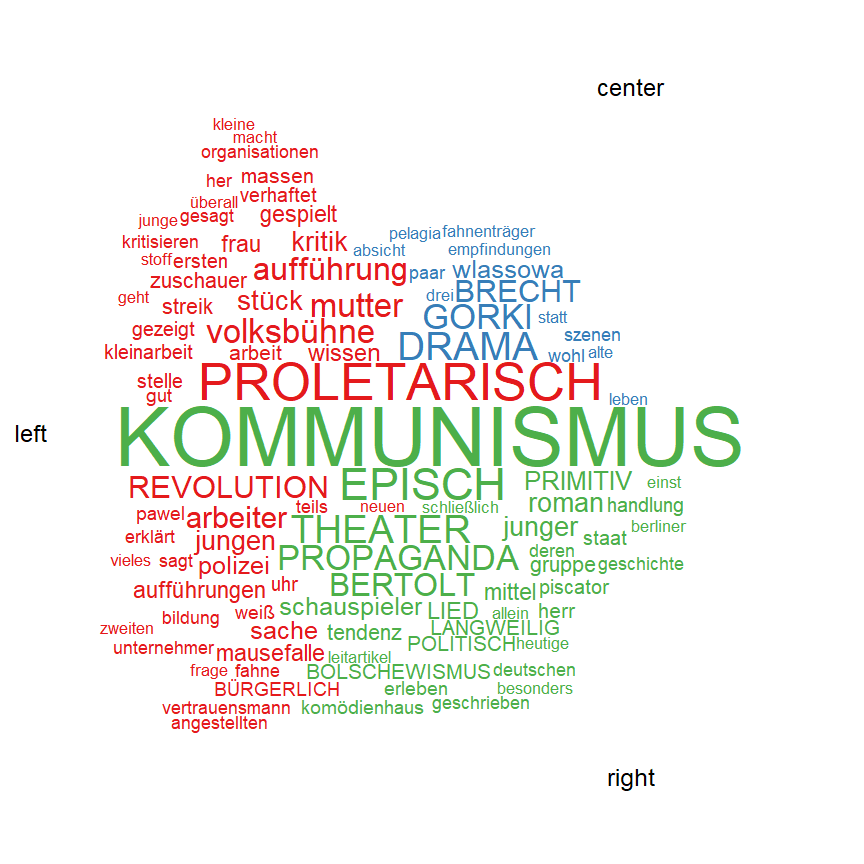 center
kleine
macht
organisationen
her massen
überall verhaftet
junge gesagt gespielt
pelagia fahnenträger
kritisieren frau kritik absicht empfindungen
stoff ersten aufführung paar wlassowa
zuschauer drei BRECHT
geht streik stück mutter GORKI statt
gezeigt volksbühne DRAMA szenen
kleinarbeit arbeit wissen wohl alte
stelle PROLETARISCH
gut leben
left KOMMUNISMUS
REVOLUTION EPISCH PRIMITIV einst
pawel arbeiter teils neuen schließlich roman handlung
erklärt jungen THEATER junger staat berliner
vieles sagt polizei PROPAGANDA deren gruppe geschichte
aufführungen uhr BERTOLT mittel piscator
bildung weiß schauspieler LIED allein herr
zweiten sache tendenz LANGWEILIG
unternehmer mausefalle leitartikel POLITISCH heutige
frage fahne BOLSCHEWISMUS deutschen
BÜRGERLICH erleben besonders
vertrauensmann komödienhaus geschrieben
angestellten
right